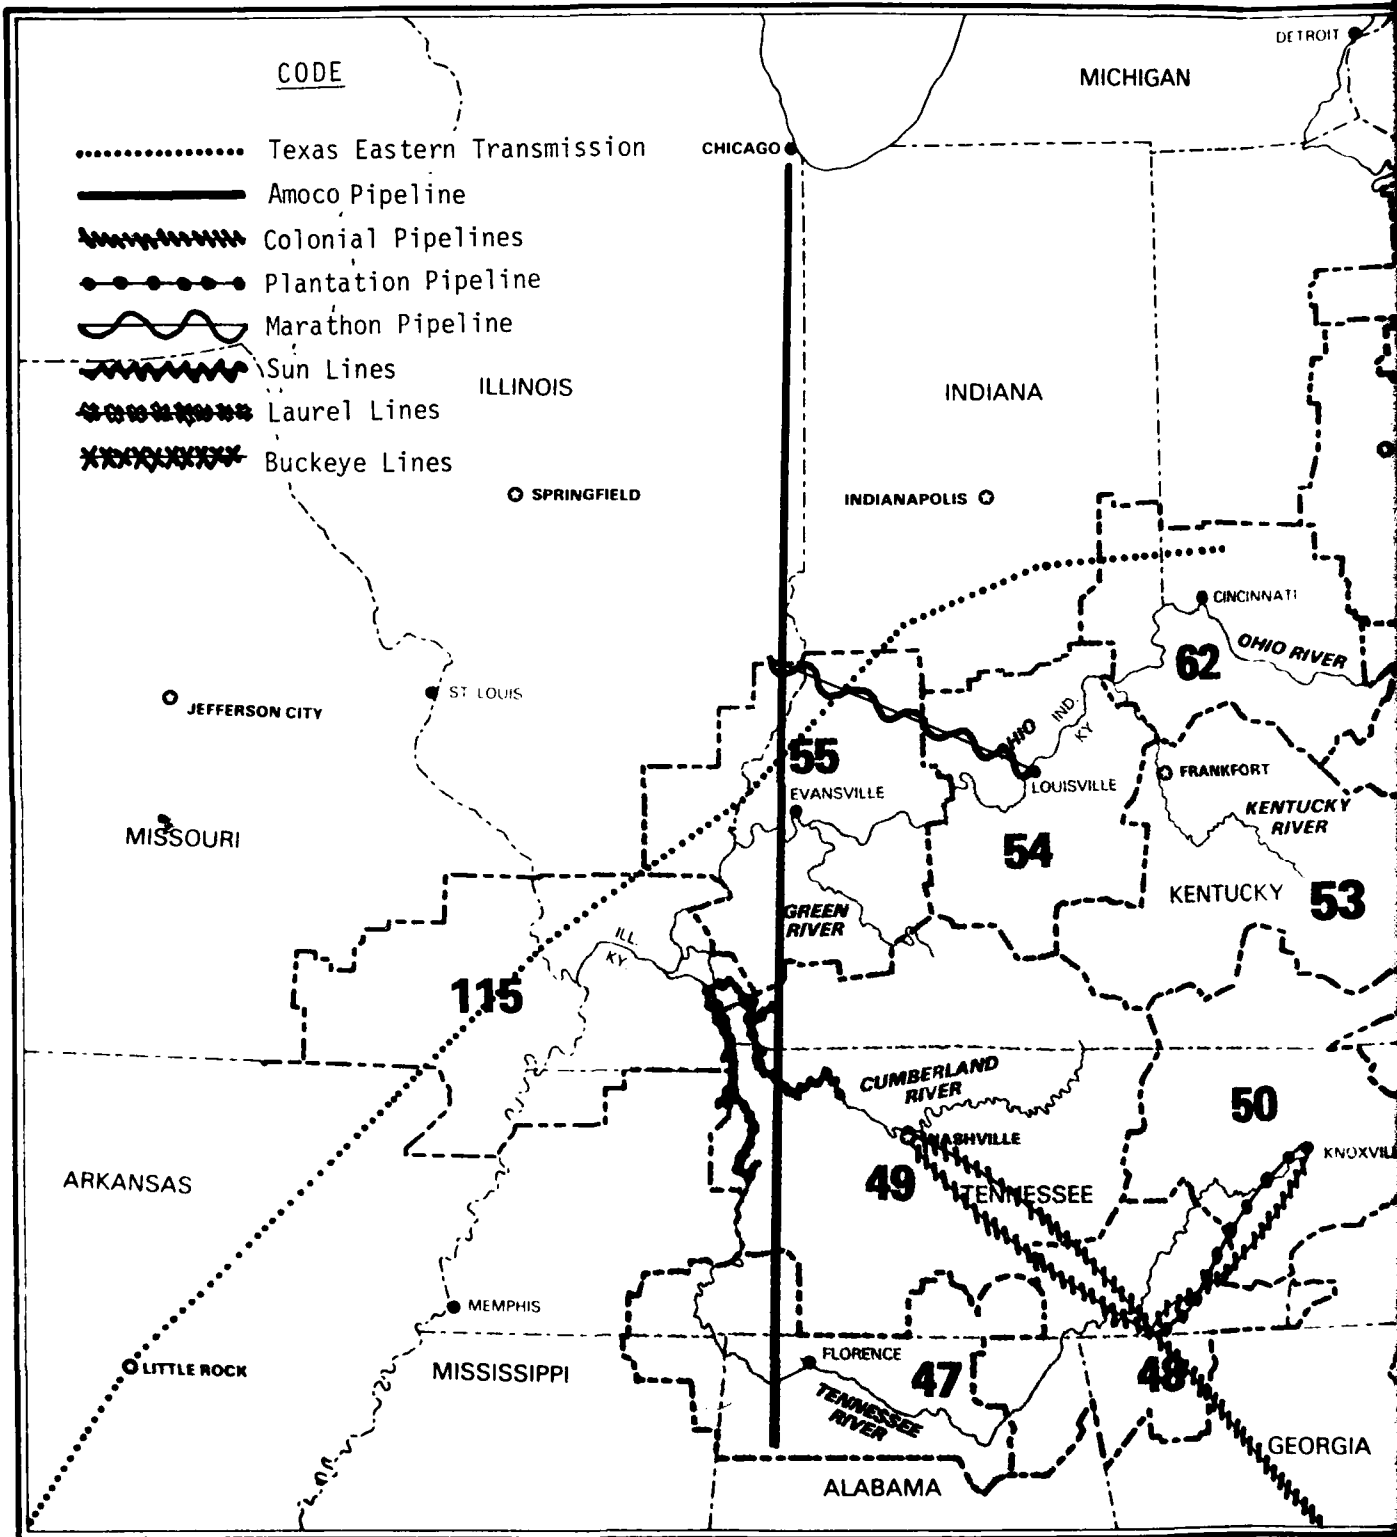 DETROIT
CODE
MICHIGAN
Texas Eastern Transmission
CHICAGO
Amoco Pipeline
Colonial Pipelines
Plantation Pipeline
Marathon Pipeline
Sun Lines
ILLINOIS
INDIANA
Laurel Lines
Buckeye Lines
SPRINGFIELD
INDIANAPOLIS
CINCINNATI
OHIO RIVER
62
ST LOUIS
JEFFERSON CITY
IND.
KY
55
FRANKFORT
LOUISVILLE
EVANSVILLE
KENTUCKY
RIVER
MISSOURI
54
KENTUCKY
53
GREEN
RIVER
ILL.
KY.
115
CUMBERLAND
RIVER
50
NASHVILLE
49
TENNESSEE
ARKANSAS
MEMPHIS
FLORENCE
LITTLE ROCK
MISSISSIPPI
47
48
TENNESSEE
RIVER
GEORGIA
ALABAMA